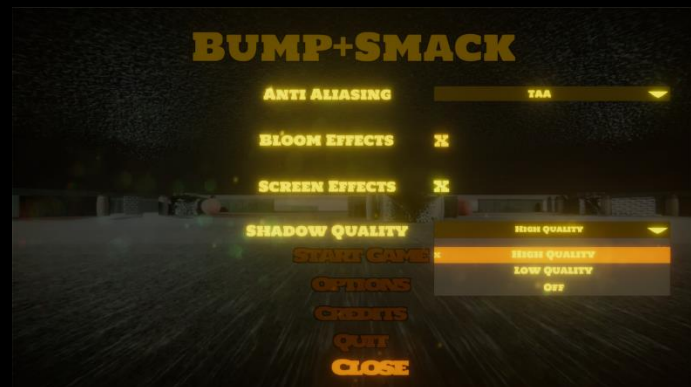 BUMP+SMACK
ANTI ALIASING TAA
BLOOM EFFECTS X
SCREEN EFFECTS X
SHADOW QUALITY HIGH QUALITY
START GAME x HIGH QUALITY
LOW QUALITY
OPTIONS OFF
CREDITS
QUIT
CLOSE